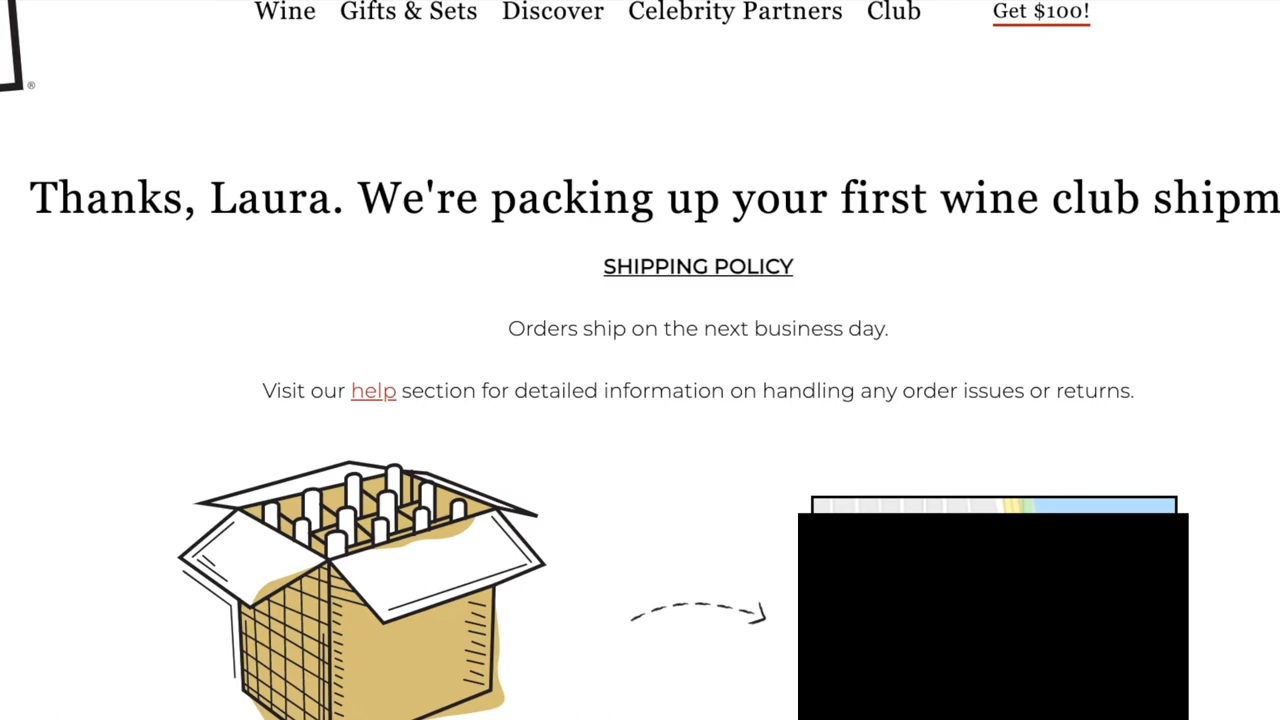 Wine Gifts & Sets Discover Celebrity Partners Club Get $100!
®
Thanks, Laura. We're packing up your first wine club shipm
SHIPPING POLICY
Orders ship on the next business day.
Visit our help section for detailed information on handling any order issues or returns.